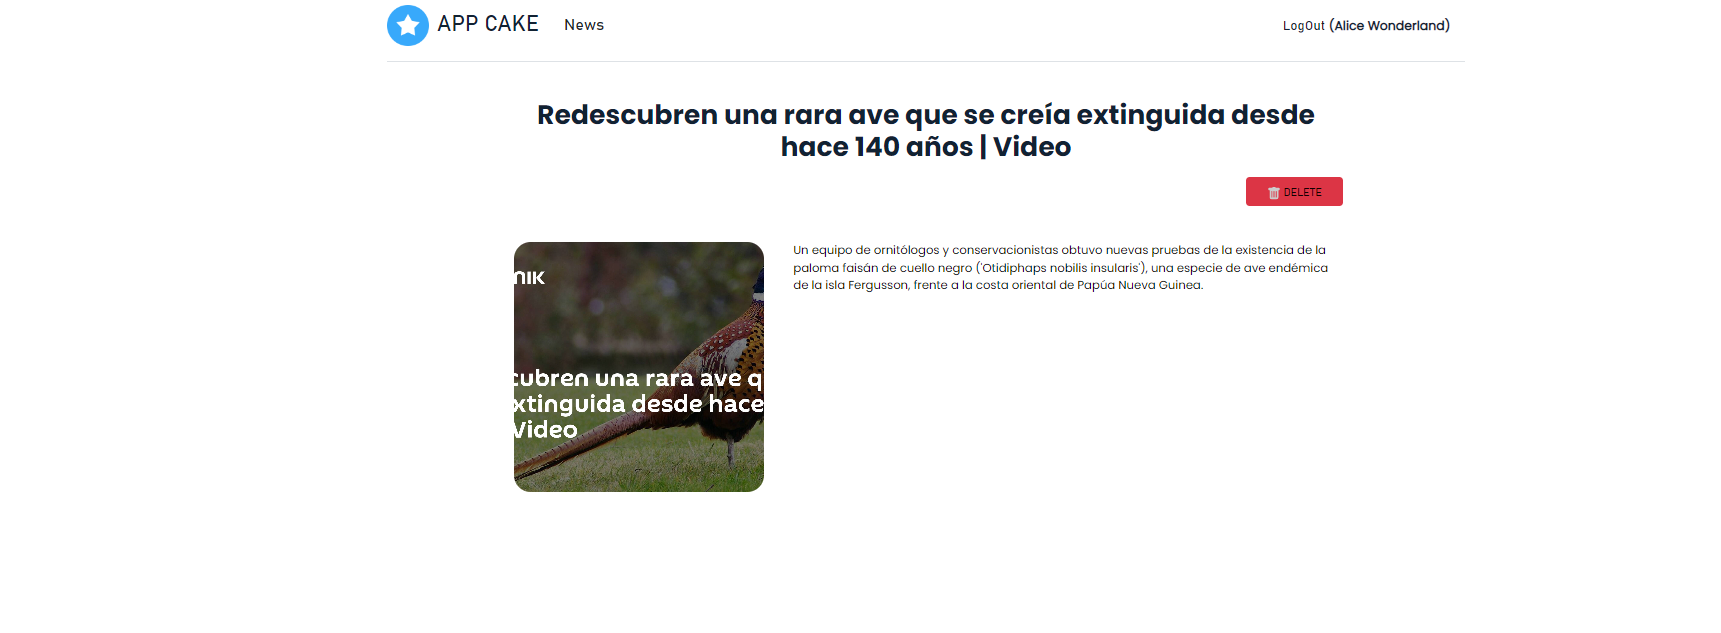 APP CAKE
News
LogOut (Alice Wonderland)
Redescubren una rara ave que se creía extinguida desde
hace 140 años | Video
DELETE
Un equipo de ornitólogos y conservacionistas obtuvo nuevas pruebas de la existencia de la
paloma faisán de cuello negro ('Otidiphaps nobilis insularis'), una especie de ave endémica
de la isla Fergusson, frente a la costa oriental de Papúa Nueva Guinea.
nik
cubren una rara ave q
xtinguida desde hace
Video